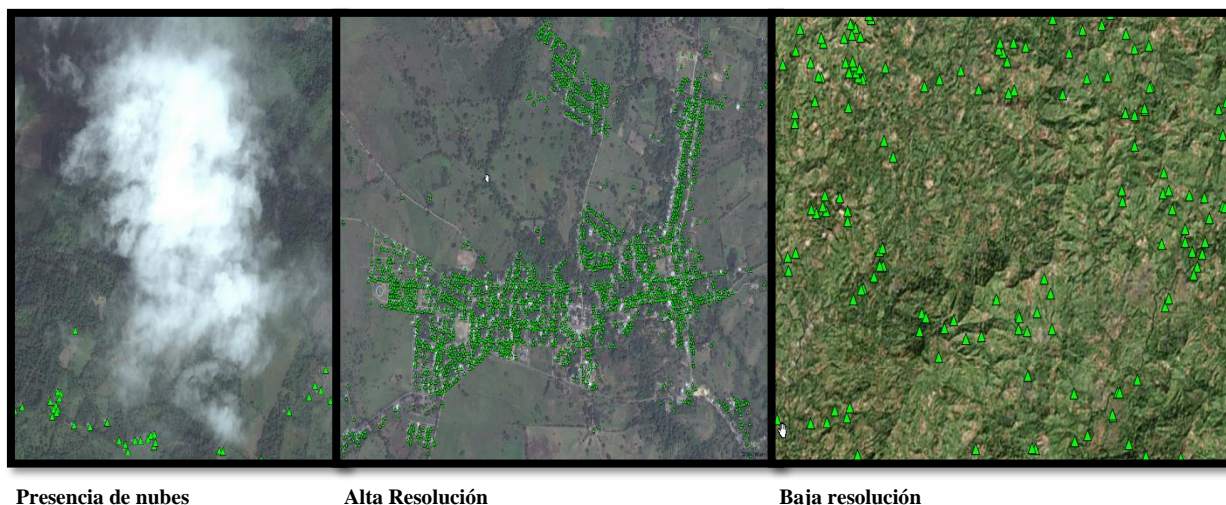 Presencia de nubes
Alta Resolución
Baja resolución